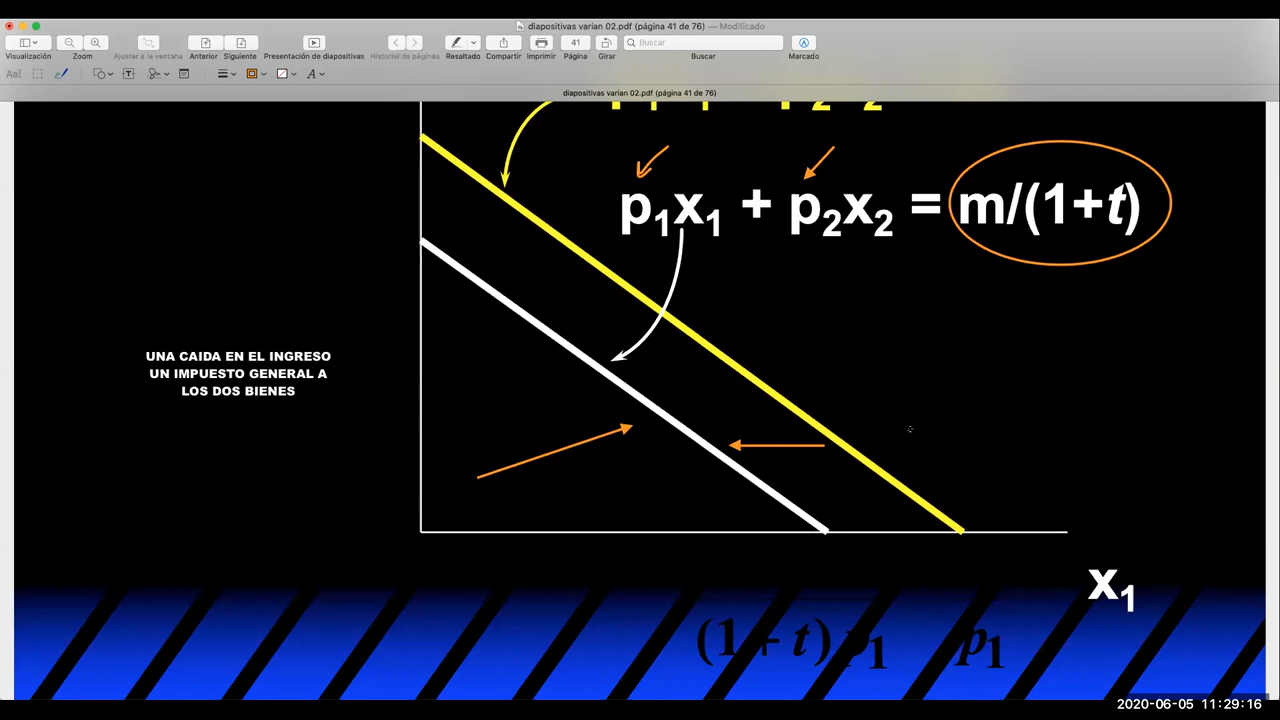 diapositivas varian 02.pdf (página 41 de 76) — Modificado
41
Buscar
Visualización Zoom Ajustar a la ventana Anterior Siguiente Presentación de diapositivas Historial de páginas Resaltado Compartir Imprimir Página Girar Buscar Marcado
diapositivas varian 02.pdf (página 41 de 76)
p₁x₁ + p₂x₂ = m/(1+t)
UNA CAIDA EN EL INGRESO
UN IMPUESTO GENERAL A
LOS DOS BIENES
x₁
(1 + t)p₁ p₁
2020-06-05 11:29:16